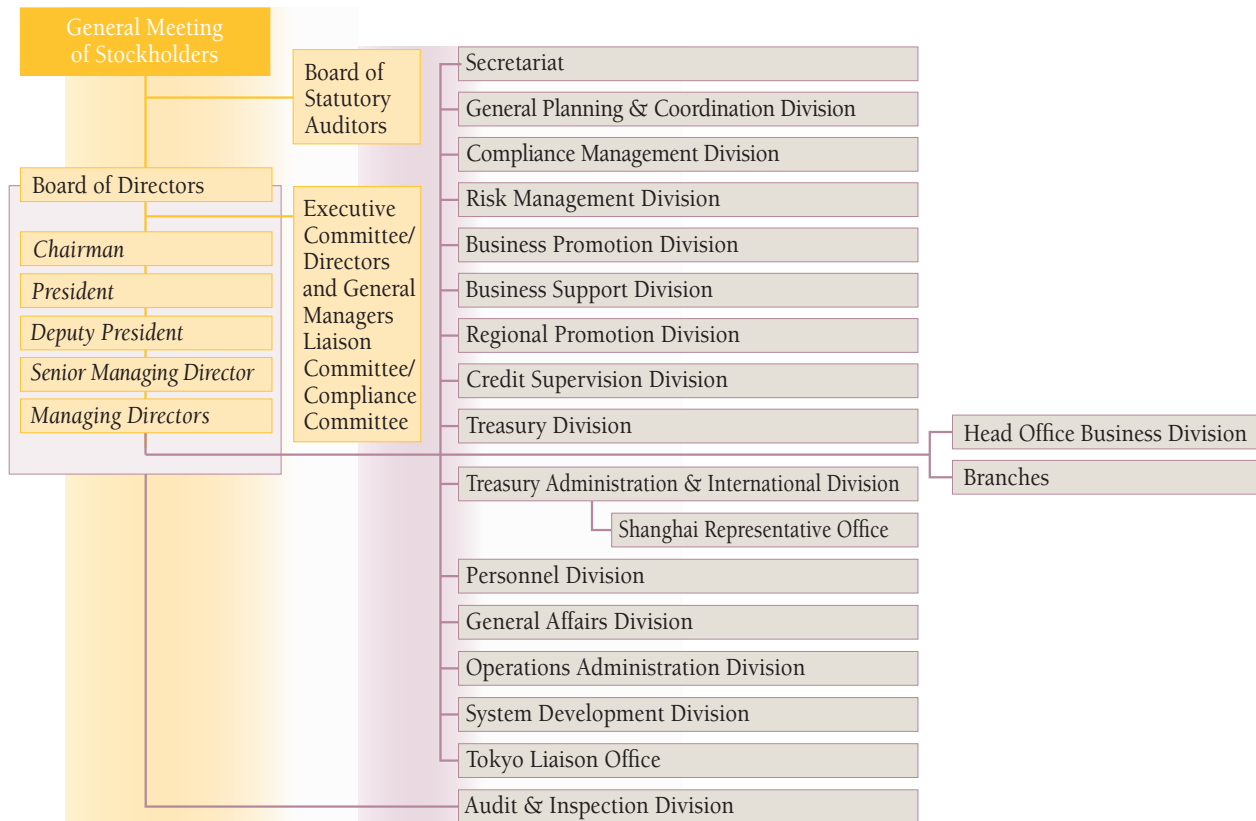 General Meeting
of Stockholders
Board of
Statutory
Auditors
Board of Directors
Chairman
President
Deputy President
Senior Managing Director
Managing Directors
Executive
Committee/
Directors
and General
Managers
Liaison
Committee/
Compliance
Committee
Secretariat
General Planning & Coordination Division
Compliance Management Division
Risk Management Division
Business Promotion Division
Business Support Division
Regional Promotion Division
Credit Supervision Division
Treasury Division
Treasury Administration & International Division
Shanghai Representative Office
Personnel Division
General Affairs Division
Operations Administration Division
System Development Division
Tokyo Liaison Office
Audit & Inspection Division
Head Office Business Division
Branches